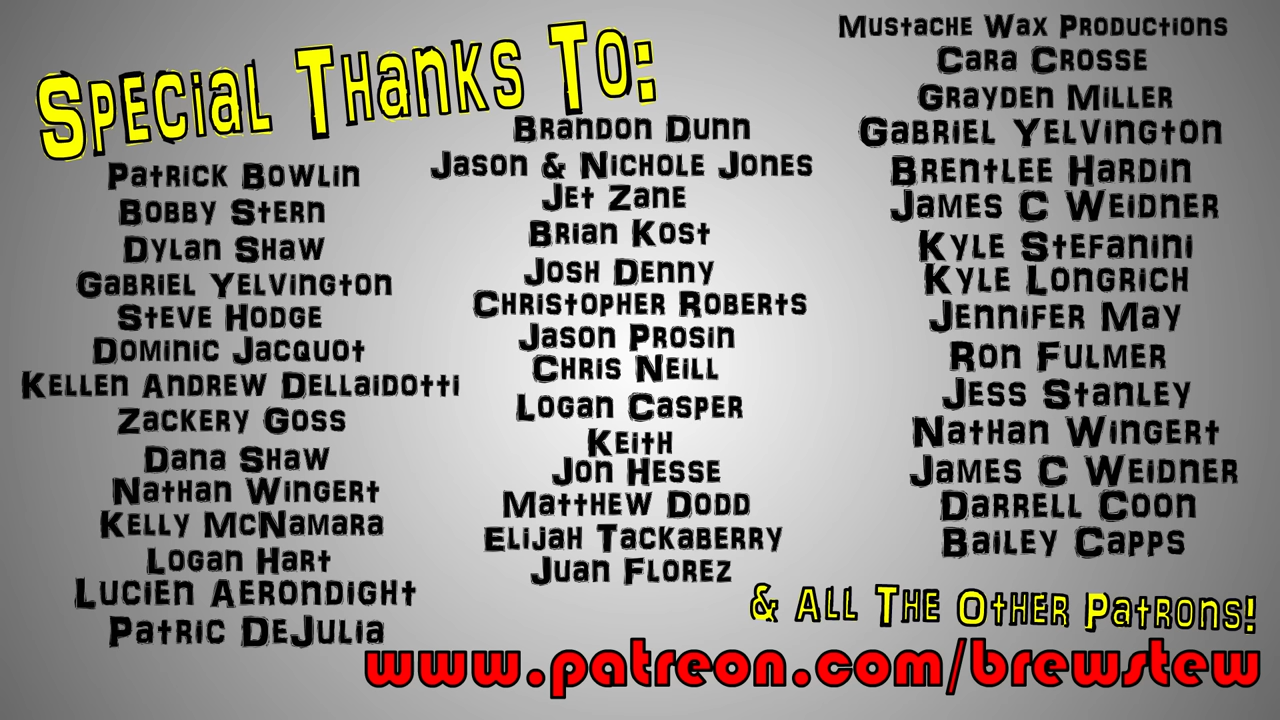 Special Thanks To:
Patrick Bowlin
Bobby Stern
Dylan Shaw
Gabriel Yelvington
Steve Hodge
Dominic Jacquot
Kellen Andrew Dellaidotti
Zackery Goss
Dana Shaw
Nathan Wingert
Kelly McNamara
Logan Hart
Lucien Aerondight
Patric DeJulia
Brandon Dunn
Jason & Nichole Jones
Jet Zane
Brian Kost
Josh Denny
Christopher Roberts
Jason Prosin
Chris Neill
Logan Casper
Keith
Jon Hesse
Matthew Dodd
Elijah Tackaberry
Juan Florez
Mustache Wax Productions
Cara Crosse
Grayden Miller
Gabriel Yelvington
Brentlee Hardin
James C Weidner
Kyle Stefanini
Kyle Longrich
Jennifer May
Ron Fulmer
Jess Stanley
Nathan Wingert
James C Weidner
Darrell Coon
Bailey Capps
& All The Other Patrons!
www.patreon.com/brewstew